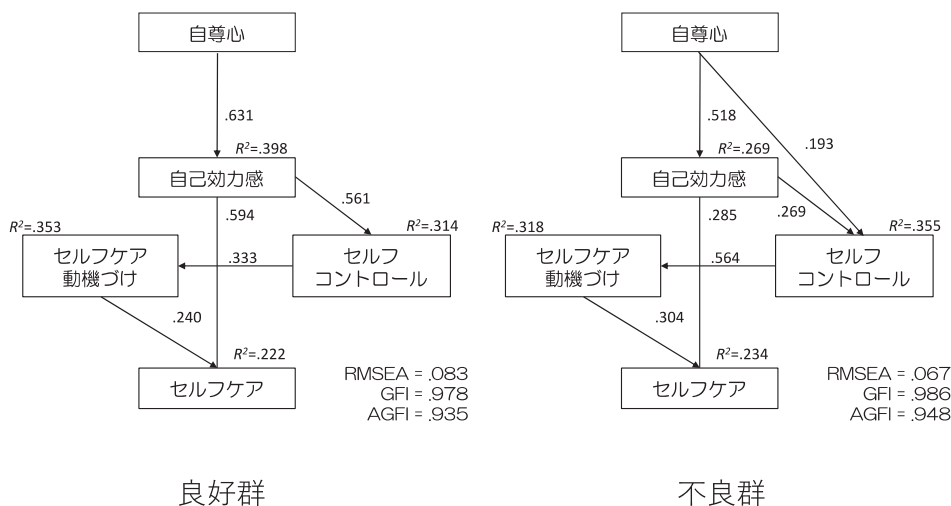 自尊心
.631
R²=.398
自己効力感
.594
.561
R²=.353
R²=.314
セルフケア
動機づけ
.333
セルフ
コントロール
.240
R²=.222
セルフケア
RMSEA = .083
GFI = .978
AGFI = .935
良好群
自尊心
.518
.193
R²=.269
自己効力感
.285
.269
R²=.318
R²=.355
セルフケア
動機づけ
.564
セルフ
コントロール
.304
R²=.234
セルフケア
RMSEA = .067
GFI = .986
AGFI = .948
不良群